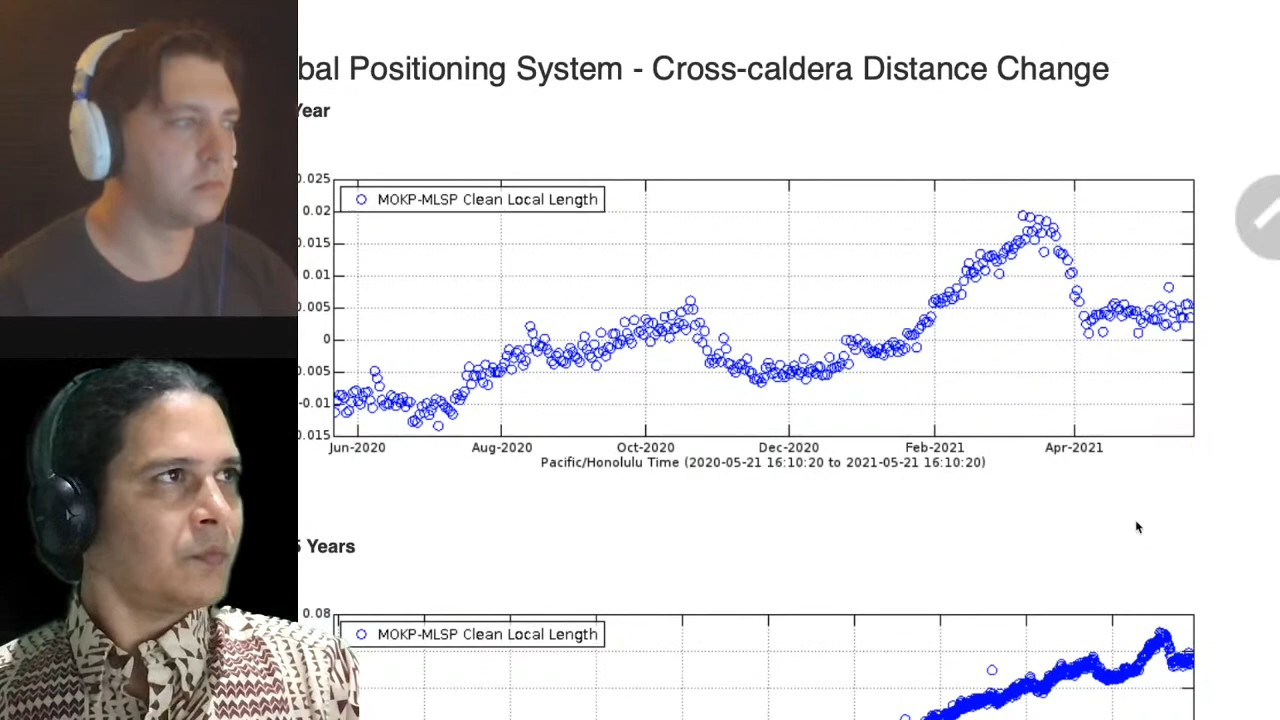 bal Positioning System - Cross-caldera Distance Change
Year
MOKP-MLSP Clean Local Length
0.025
0.02
0.015
0.01
0.005
0
0.005
-0.01
0.015
Jun-2020 Aug-2020 Oct-2020 Dec-2020 Feb-2021 Apr-2021
Pacific/Honolulu Time (2020-05-21 16:10:20 to 2021-05-21 16:10:20)
5 Years
0.08
MOKP-MLSP Clean Local Length